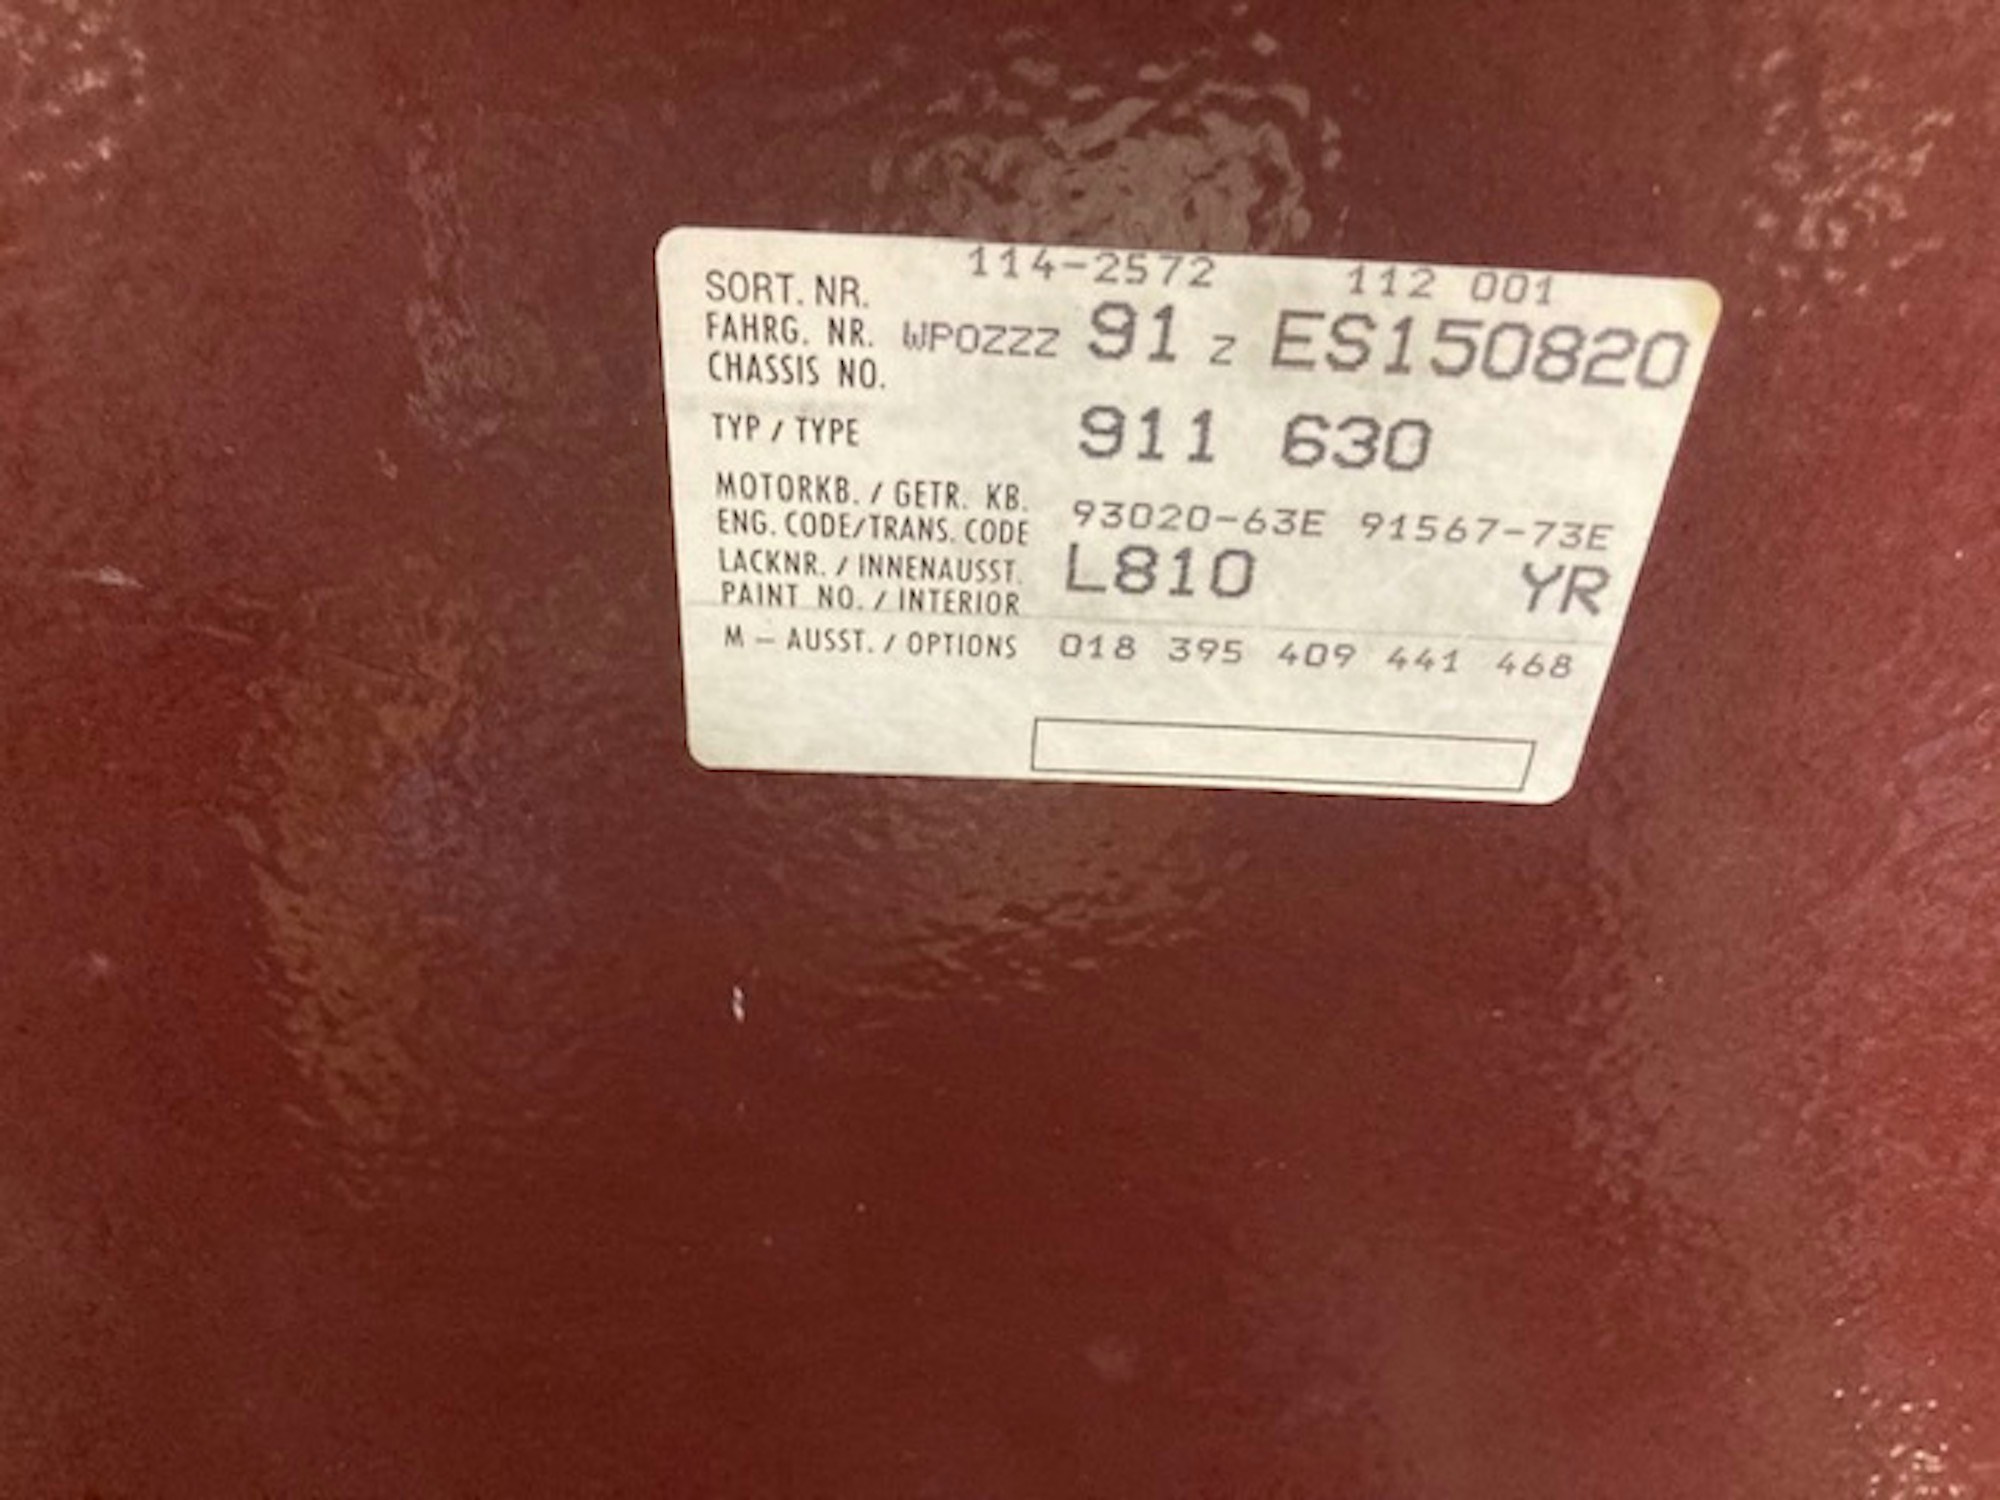 114-2572 112 001
SORT. NR.
FAHRG. NR. WP0ZZZ 91 Z ES150820
CHASSIS NO.
TYP / TYPE 911 630
MOTORKB. / GETR. KB.
ENG. CODE/TRANS. CODE 93020-63E 91567-73E
LACKNR. / INNENAUSST. L810 YR
PAINT NO. / INTERIOR
M – AUSST. / OPTIONS 018 395 409 441 468